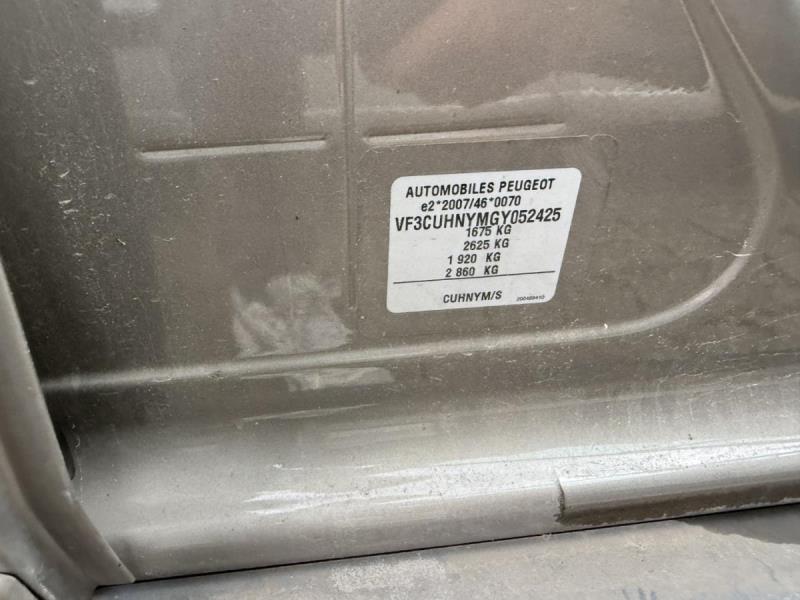 AUTOMOBILES PEUGEOT
e2*2007/46*0070
VF3CUHNYMGY052425
1675 KG
2625 KG
1 920 KG
2 860 KG
CUHNYM/S